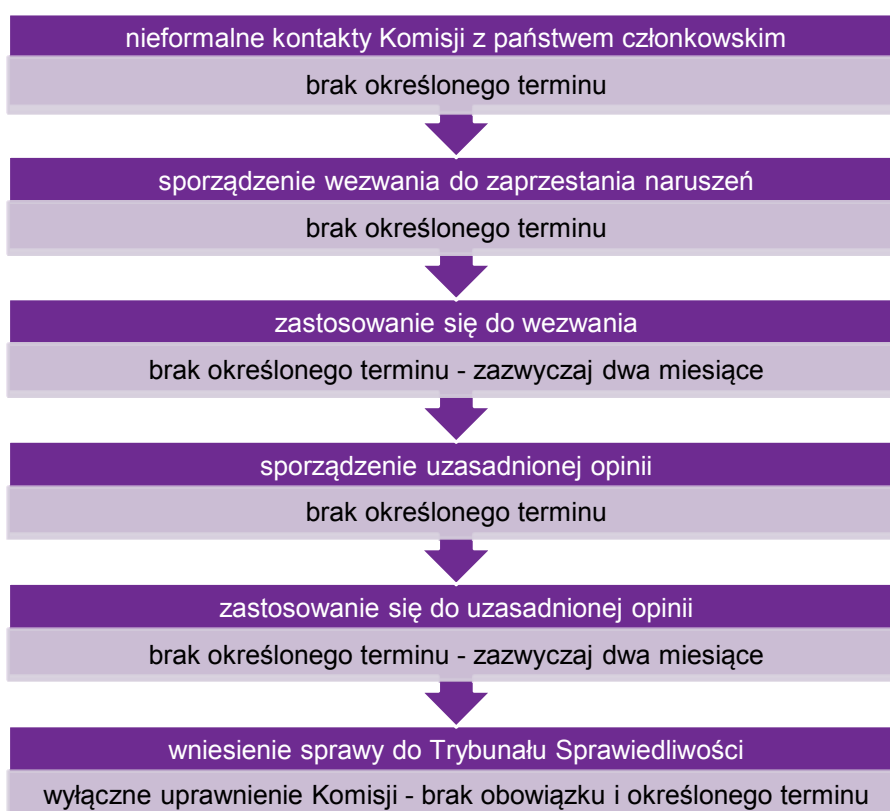 nieformalne kontakty Komisji z państwem członkowskim
brak określonego terminu
sporządzenie wezwania do zaprzestania naruszeń
brak określonego terminu
zastosowanie się do wezwania
brak określonego terminu - zazwyczaj dwa miesiące
sporządzenie uzasadnionej opinii
brak określonego terminu
zastosowanie się do uzasadnionej opinii
brak określonego terminu - zazwyczaj dwa miesiące
wniesienie sprawy do Trybunału Sprawiedliwości
wyłączne uprawnienie Komisji - brak obowiązku i określonego terminu